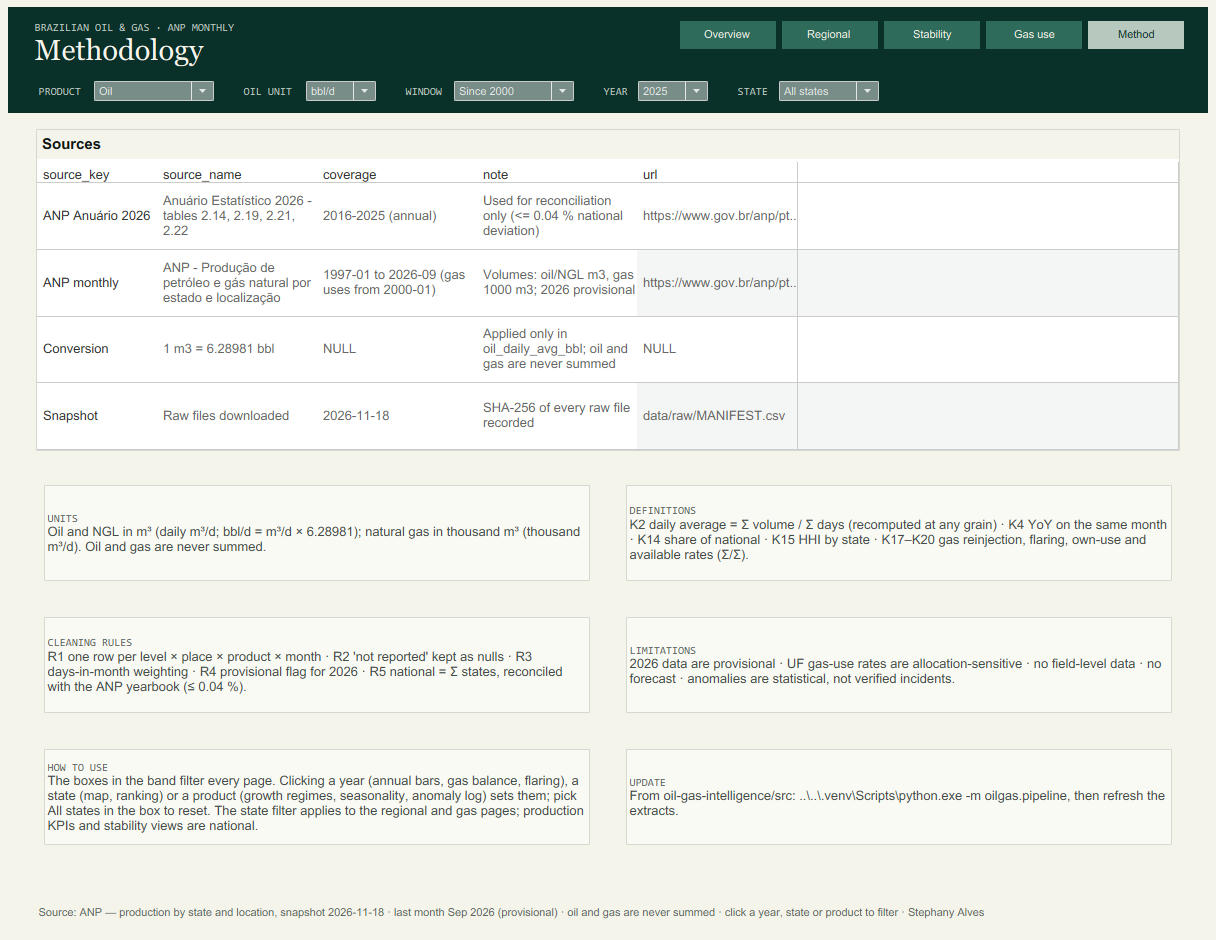 BRAZILIAN OIL & GAS · ANP MONTHLY
Methodology
Overview
Regional
Stability
Gas use
Method
PRODUCT Oil
OIL UNIT bbl/d
WINDOW Since 2000
YEAR 2025
STATE All states
Sources
source_key source_name coverage note url
ANP Anuário 2026
Anuário Estatístico 2026 -
tables 2.14, 2.19, 2.21,
2.22
2016-2025 (annual)
Used for reconciliation
only (<= 0.04 % national
deviation)
https://www.gov.br/anp/pt..
ANP monthly
ANP - Produção de
petróleo e gás natural por
estado e localização
1997-01 to 2026-09 (gas
uses from 2000-01)
Volumes: oil/NGL m3, gas
1000 m3; 2026 provisional
https://www.gov.br/anp/pt..
Conversion
1 m3 = 6.28981 bbl
NULL
Applied only in
oil_daily_avg_bbl; oil and
gas are never summed
NULL
Snapshot
Raw files downloaded
2026-11-18
SHA-256 of every raw file
recorded
data/raw/MANIFEST.csv
UNITS
Oil and NGL in m³ (daily m³/d; bbl/d = m³/d × 6.28981); natural gas in thousand m³ (thousand
m³/d). Oil and gas are never summed.
DEFINITIONS
K2 daily average = Σ volume / Σ days (recomputed at any grain) · K4 YoY on the same month
· K14 share of national · K15 HHI by state · K17–K20 gas reinjection, flaring, own-use and
available rates (Σ/Σ).
CLEANING RULES
R1 one row per level × place × product × month · R2 'not reported' kept as nulls · R3
days-in-month weighting · R4 provisional flag for 2026 · R5 national = Σ states, reconciled
with the ANP yearbook (≤ 0.04 %).
LIMITATIONS
2026 data are provisional · UF gas-use rates are allocation-sensitive · no field-level data · no
forecast · anomalies are statistical, not verified incidents.
HOW TO USE
The boxes in the band filter every page. Clicking a year (annual bars, gas balance, flaring), a
state (map, ranking) or a product (growth regimes, seasonality, anomaly log) sets them; pick
All states in the box to reset. The state filter applies to the regional and gas pages; production
KPIs and stability views are national.
UPDATE
From oil-gas-intelligence/src: ..\..\.venv\Scripts\python.exe -m oilgas.pipeline, then refresh the
extracts.
Source: ANP — production by state and location, snapshot 2026-11-18 · last month Sep 2026 (provisional) · oil and gas are never summed · click a year, state or product to filter · Stephany Alves